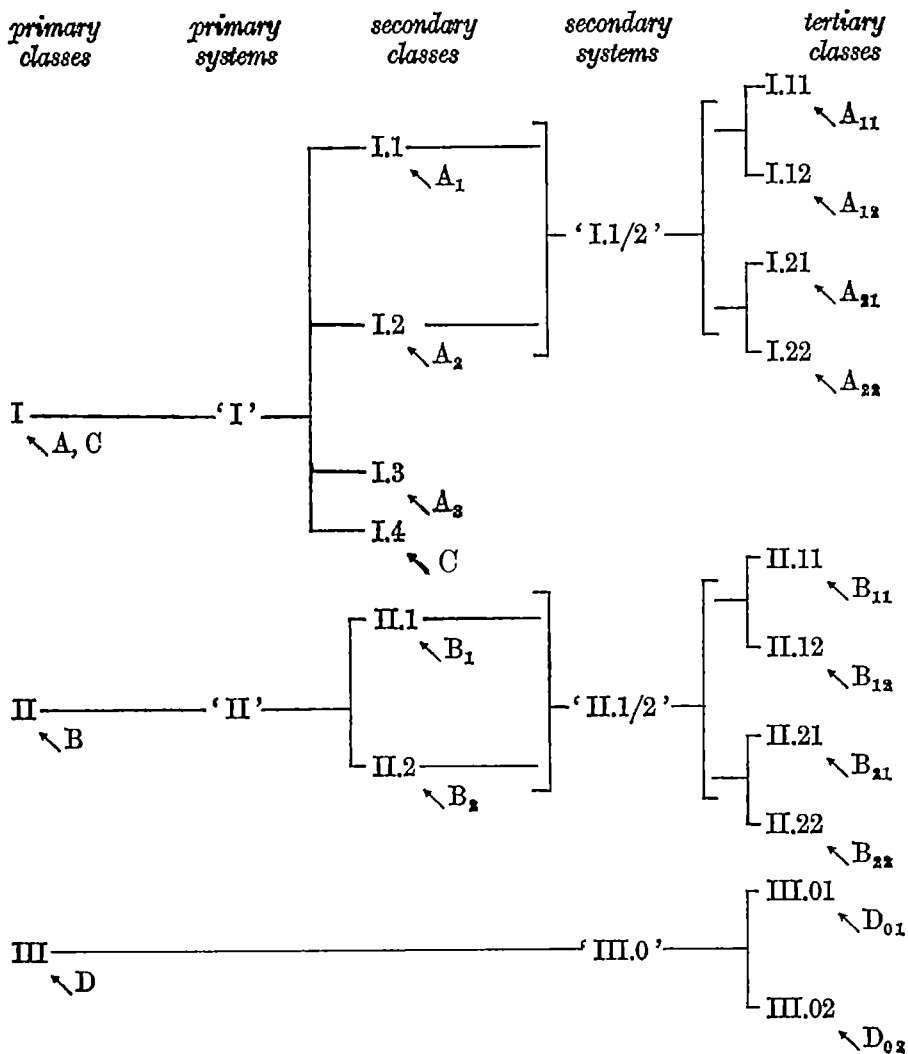 primary classes primary systems secondary classes secondary systems tertiary classes
I.11
A₁₁
I.1
I.12
A₁
A₁₂
'I.1/2'
I.21
A₂₁
I.2
I.22
A₂
A₂₂
I 'I'
A, C
I.3
A₃
I.4
C
II.11
B₁₁
II.1
B₁
II.12
B₁₂
II 'II' 'II.1/2'
B
II.21
B₂₁
II.2
B₂
II.22
B₂₂
III.01
D₀₁
III 'III.0'
D
III.02
D₀₂